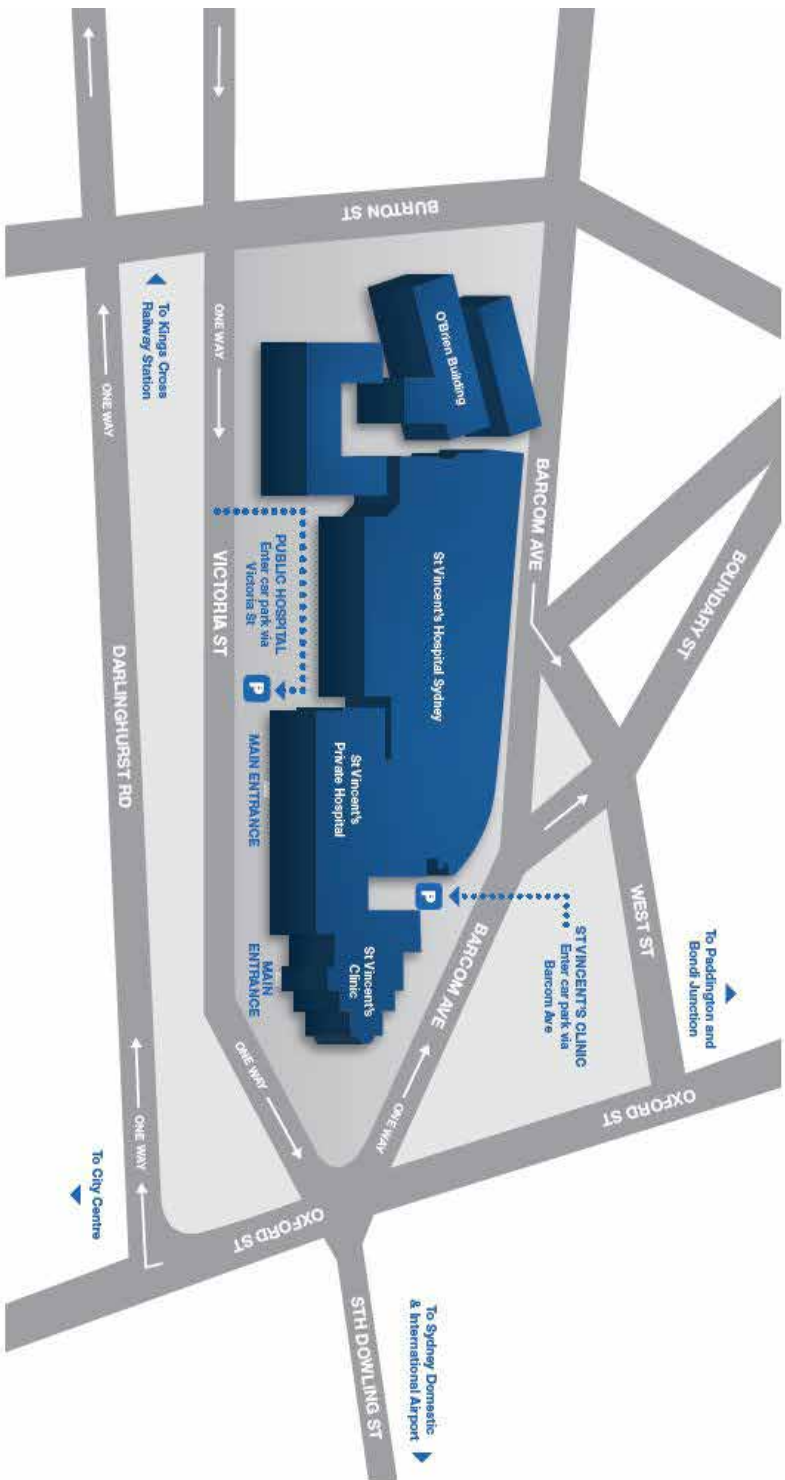 BURTON ST
To Kings Cross
Railway Station
ONE WAY
ONE WAY
O'Brien Building
BARCOM AVE
BOUNDARY ST
St Vincent's Hospital Sydney
PUBLIC HOSPITAL
Enter car park via
Victoria St
P
VICTORIA ST
DARLINGHURST RD
MAIN ENTRANCE
St Vincent's
Private Hospital
P
ST VINCENT'S CLINIC
Enter car park via
Barcom Ave
WEST ST
To Paddington and
Bondi Junction
BARCOM AVE
St Vincent's
Clinic
MAIN
ENTRANCE
ONE WAY
ONE WAY
ONE WAY
OXFORD ST
OXFORD ST
To City Centre
STH DOWLING ST
To Sydney Domestic
& International Airport